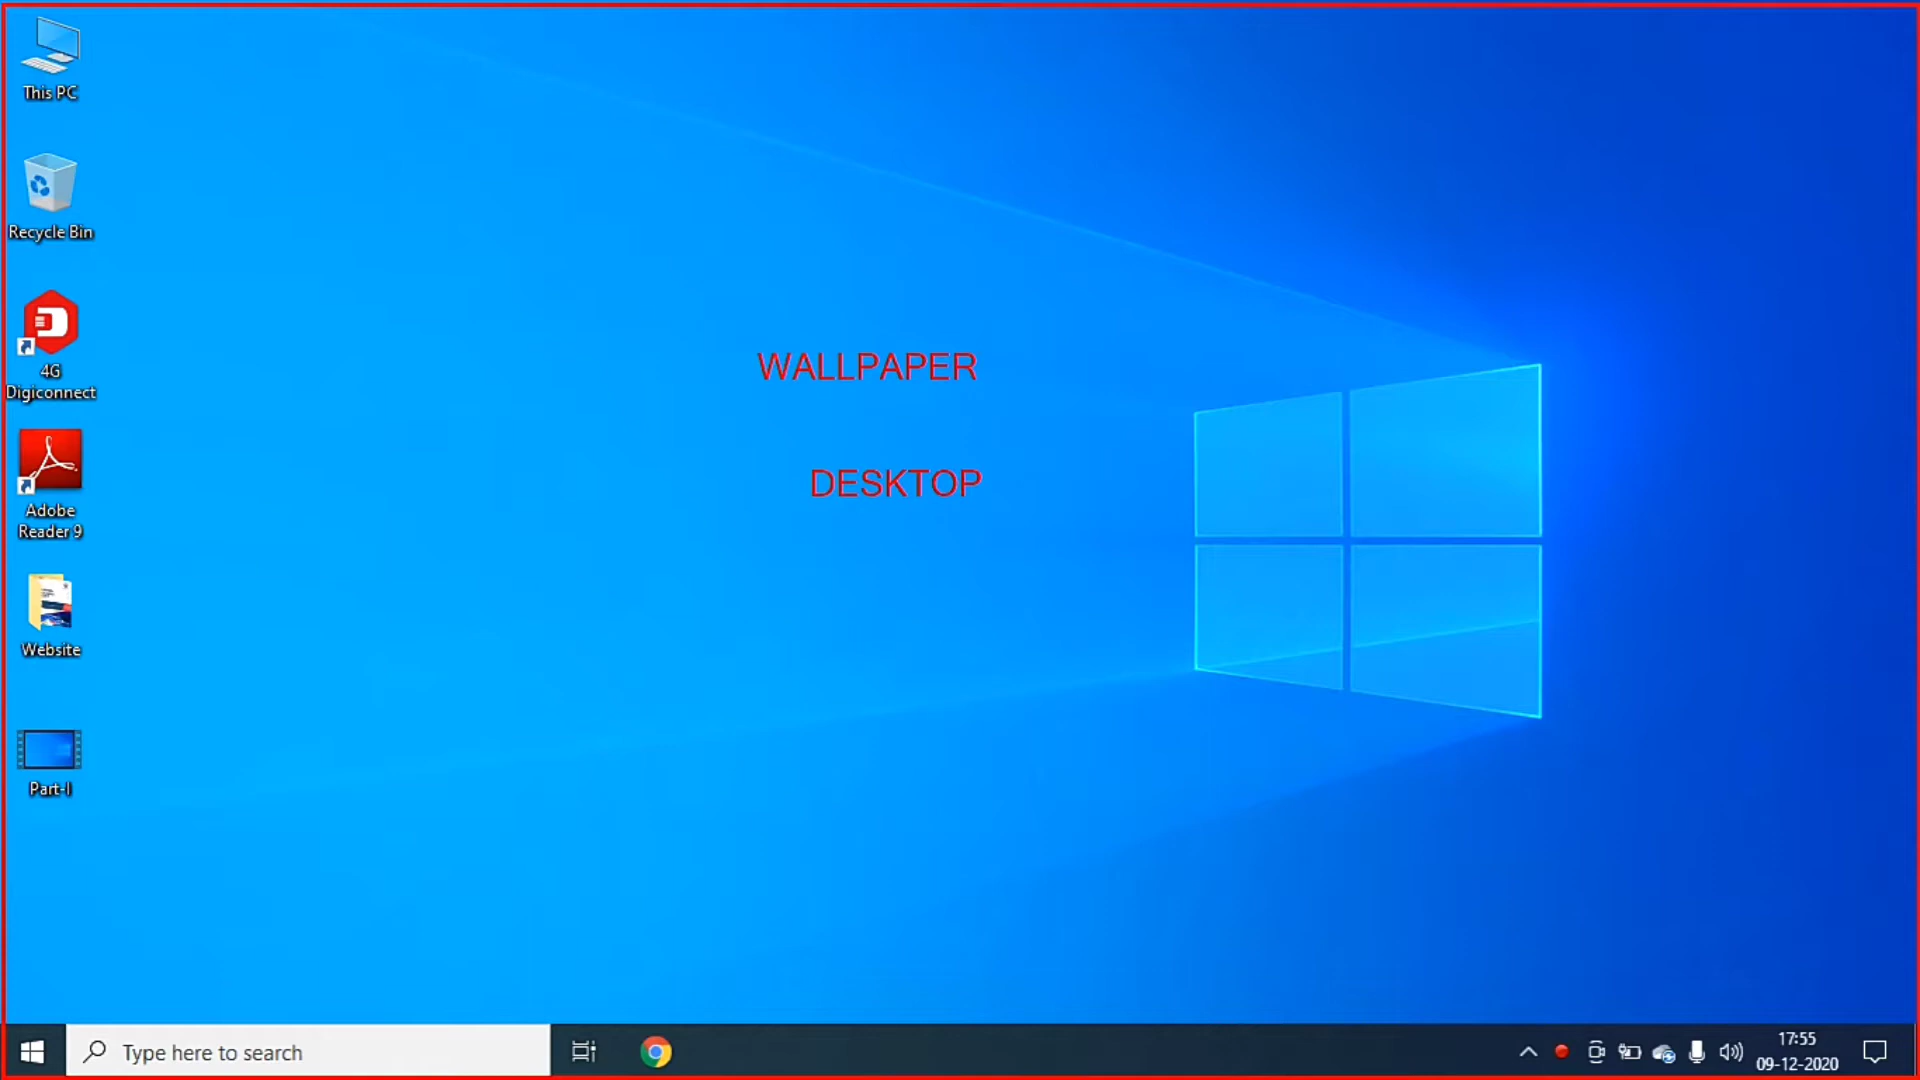 This PC
Recycle Bin
4G
Digiconnect
Adobe
Reader 9
Website
Part-I
WALLPAPER
DESKTOP
Type here to search
17:55
09-12-2020